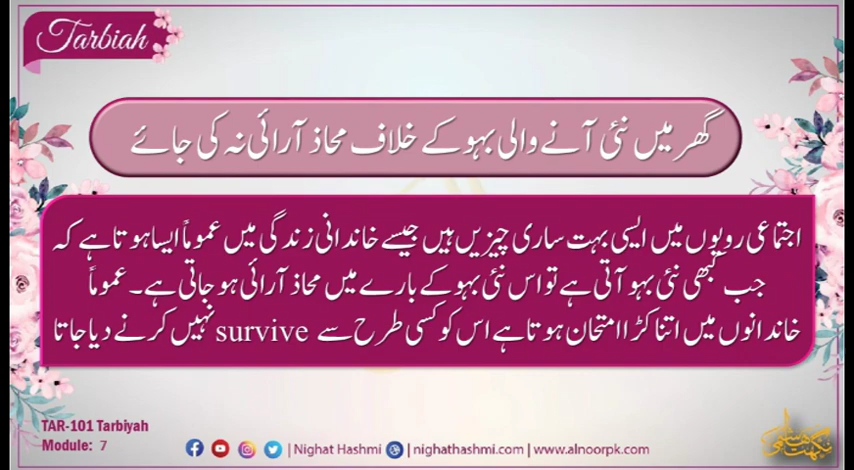 Tarbiah
گھر میں نئی آنے والی بہو کے خلاف محاذ آرائی نہ کی جائے
اجتماعی رویوں میں ایسی بہت ساری چیزیں ہیں جیسے خاندانی زندگی میں عموماً ایسا ہوتا ہے کہ
جب کبھی نئی بہو آتی ہے تو اس نئی بہو کے بارے میں محاذ آرائی ہو جاتی ہے۔ عموماً
خاندانوں میں اتنا کڑا امتحان ہوتا ہے اس کو کسی طرح سے survive نہیں کرنے دیا جاتا
TAR-101 Tarbiyah
Module: 7
| Nighat Hashmi | nighathashmi.com | www.alnoorpk.com
نگہت ہاشمی